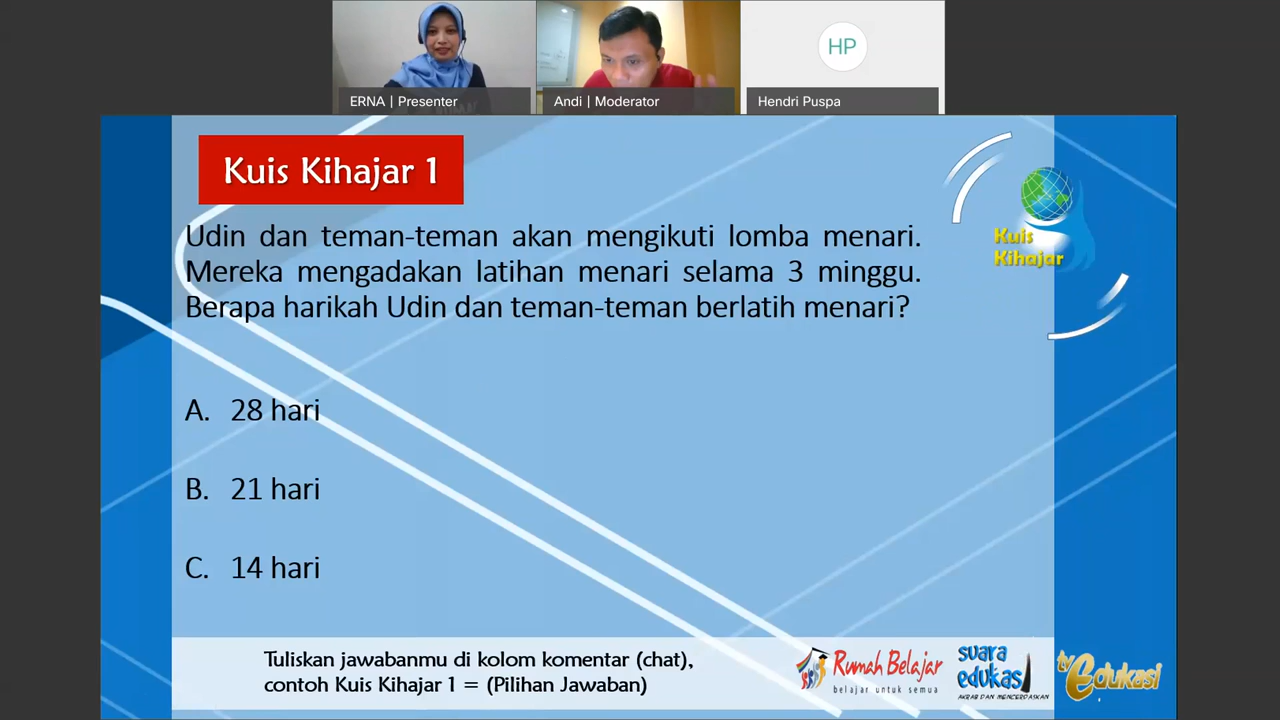 ERNA | Presenter
Andi | Moderator
HP
Hendri Puspa
Kuis Kihajar 1
Kuis
Kihajar
Udin dan teman-teman akan mengikuti lomba menari.
Mereka mengadakan latihan menari selama 3 minggu.
Berapa harikah Udin dan teman-teman berlatih menari?
A. 28 hari
B. 21 hari
C. 14 hari
Tuliskan jawabanmu di kolom komentar (chat),
contoh Kuis Kihajar 1 = (Pilihan Jawaban)
Rumah Belajar
belajar untuk semua
suara
edukasi
AKRAB DAN MENCERDASKAN
tv Edukasi